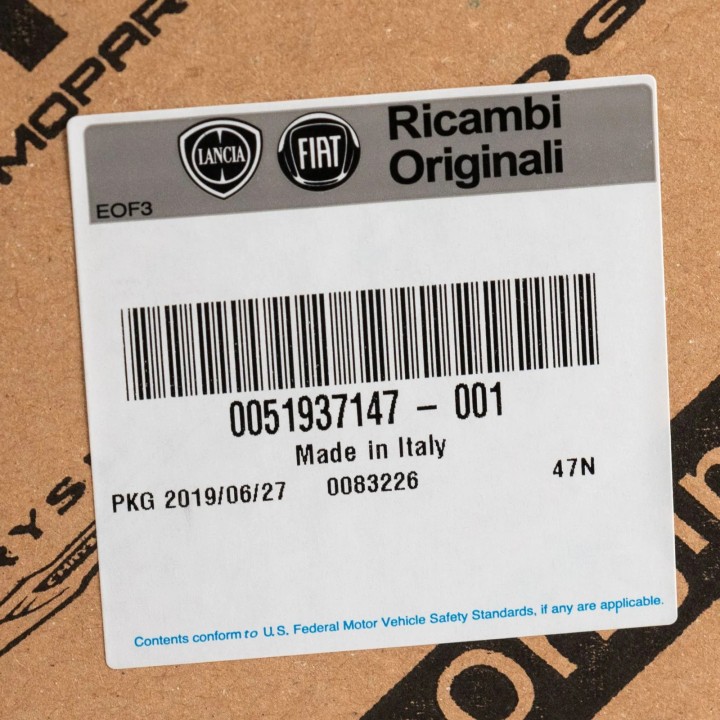 MOPAR
LANCIA
FIAT
Ricambi
Originali
EOF3
0051937147 - 001
Made in Italy
PKG 2019/06/27 0083226 47N
Contents conform to U.S. Federal Motor Vehicle Safety Standards, if any are applicable.